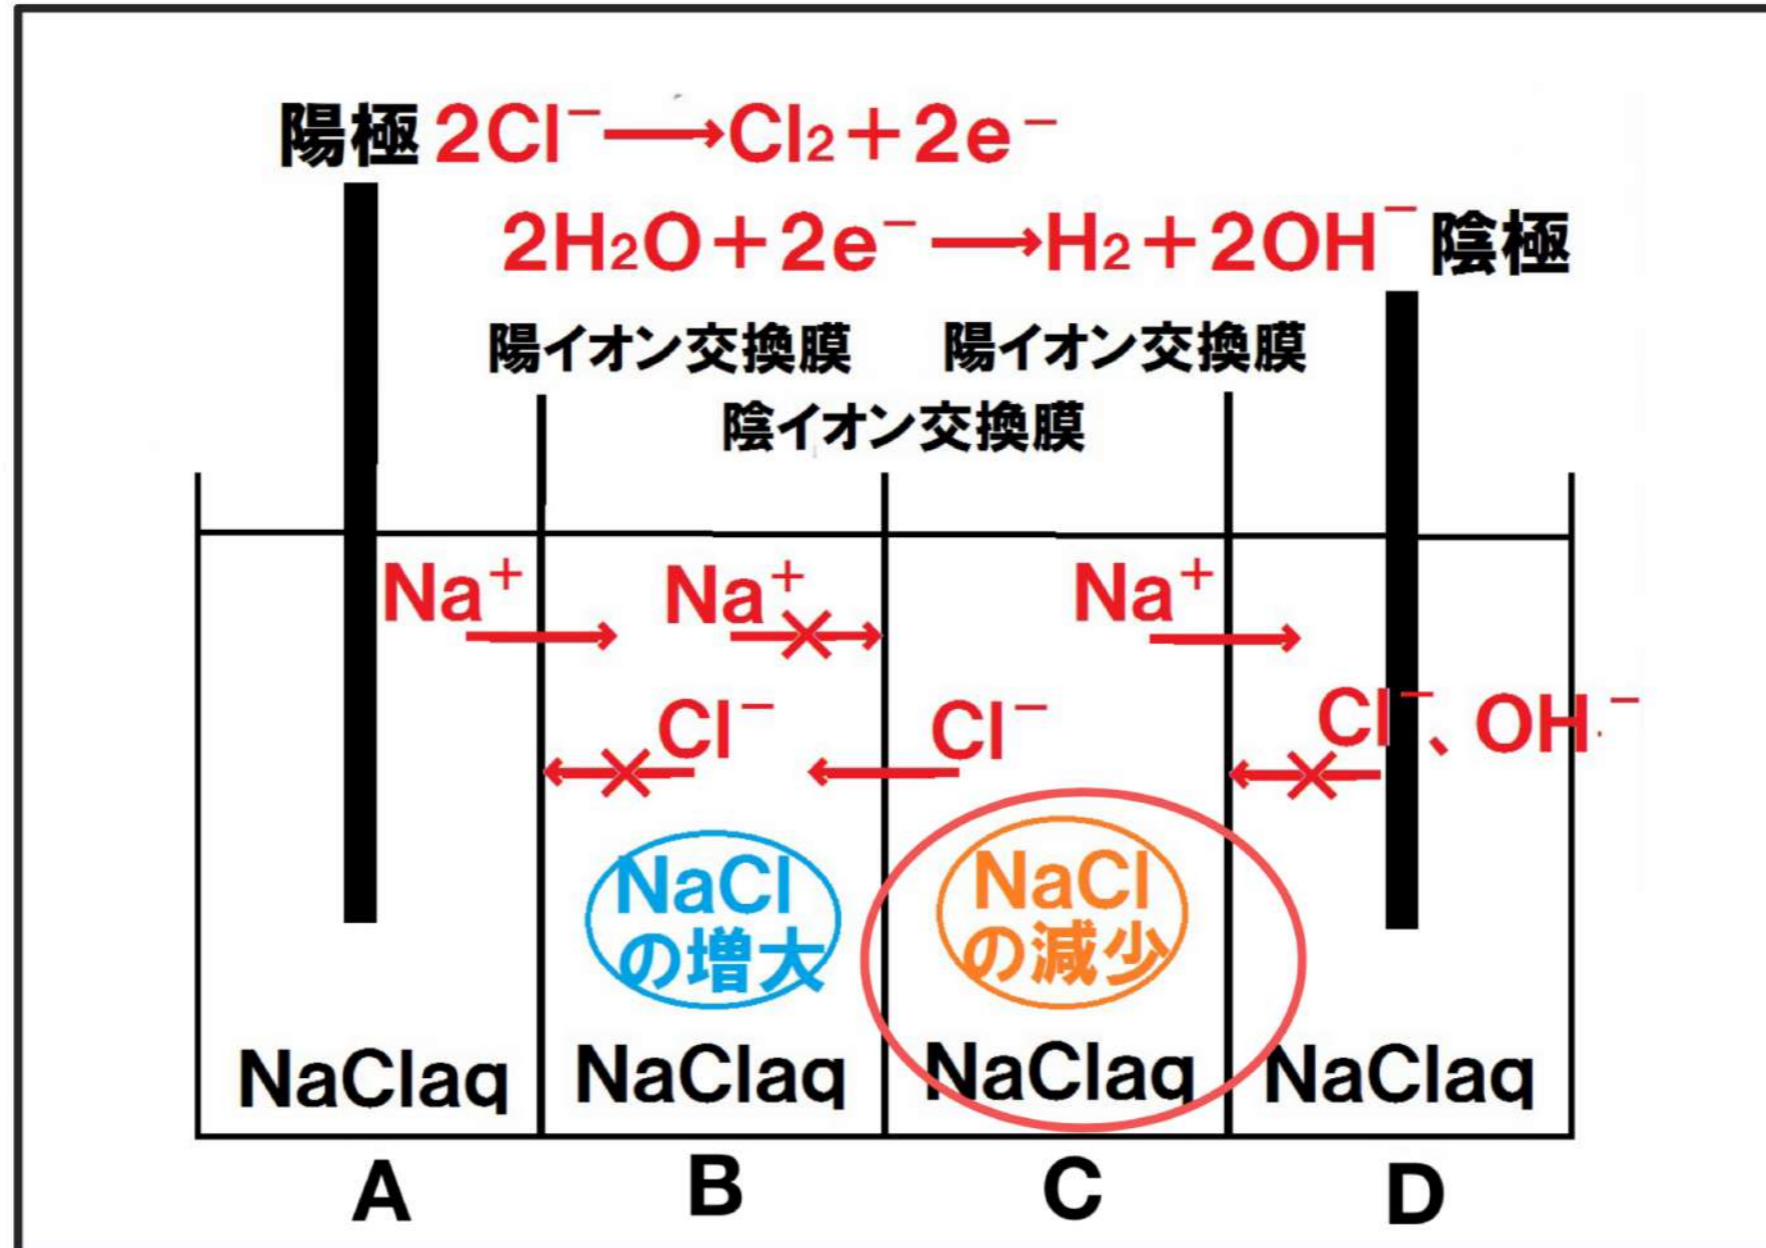 陽極 2Cl⁻⟶Cl₂+2e⁻
2H₂O+2e⁻⟶H₂+2OH⁻ 陰極
陽イオン交換膜 陽イオン交換膜
陰イオン交換膜
Na⁺ Na⁺ Na⁺
Cl⁻ Cl⁻ Cl⁻、OH⁻
NaCl NaCl
の増大 の減少
NaClaq NaClaq NaClaq NaClaq
A B C D